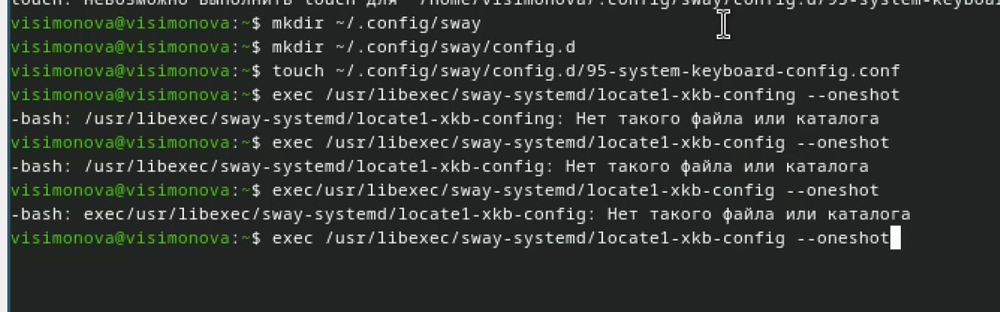 touch: невозможно выполнить touch для '/home/visimonova/.config/sway/config.d/95-system-keyboar
visimonova@visimonova:~$ mkdir ~/.config/sway
visimonova@visimonova:~$ mkdir ~/.config/sway/config.d
visimonova@visimonova:~$ touch ~/.config/sway/config.d/95-system-keyboard-config.conf
visimonova@visimonova:~$ exec /usr/libexec/sway-systemd/locate1-xkb-confing --oneshot
-bash: /usr/libexec/sway-systemd/locate1-xkb-confing: Нет такого файла или каталога
visimonova@visimonova:~$ exec /usr/libexec/sway-systemd/locate1-xkb-config --oneshot
-bash: /usr/libexec/sway-systemd/locate1-xkb-config: Нет такого файла или каталога
visimonova@visimonova:~$ exec/usr/libexec/sway-systemd/locate1-xkb-config --oneshot
-bash: exec/usr/libexec/sway-systemd/locate1-xkb-config: Нет такого файла или каталога
visimonova@visimonova:~$ exec /usr/libexec/sway-systemd/locate1-xkb-config --oneshot